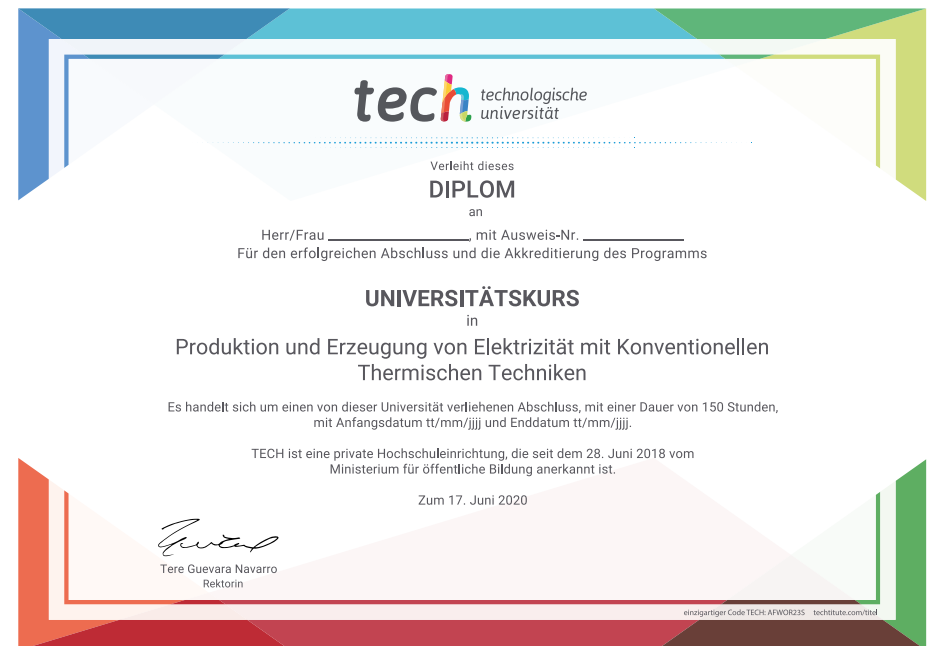 tech technologische
universität
Verleiht dieses
DIPLOM
an
Herr/Frau ____________, mit Ausweis-Nr. ____________
Für den erfolgreichen Abschluss und die Akkreditierung des Programms
UNIVERSITÄTSKURS
in
Produktion und Erzeugung von Elektrizität mit Konventionellen
Thermischen Techniken
Es handelt sich um einen von dieser Universität verliehenen Abschluss, mit einer Dauer von 150 Stunden,
mit Anfangsdatum tt/mm/jjjj und Enddatum tt/mm/jjjj.
TECH ist eine private Hochschuleinrichtung, die seit dem 28. Juni 2018 vom
Ministerium für öffentliche Bildung anerkannt ist.
Zum 17. Juni 2020
Tere Guevara Navarro
Rektorin
einzigartiger Code TECH: AFWOR23S techtitute.com/titel